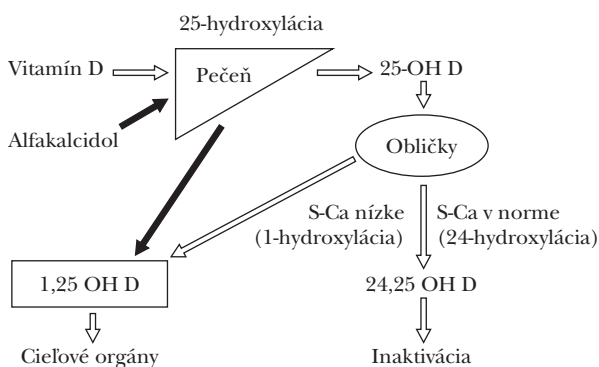 25-hydroxylácia
Vitamín D
Pečeň
25-OH D
Alfakalcidol
Obličky
S-Ca nízke
(1-hydroxylácia)
S-Ca v norme
(24-hydroxylácia)
1,25 OH D
24,25 OH D
Cieľové orgány
Inaktivácia